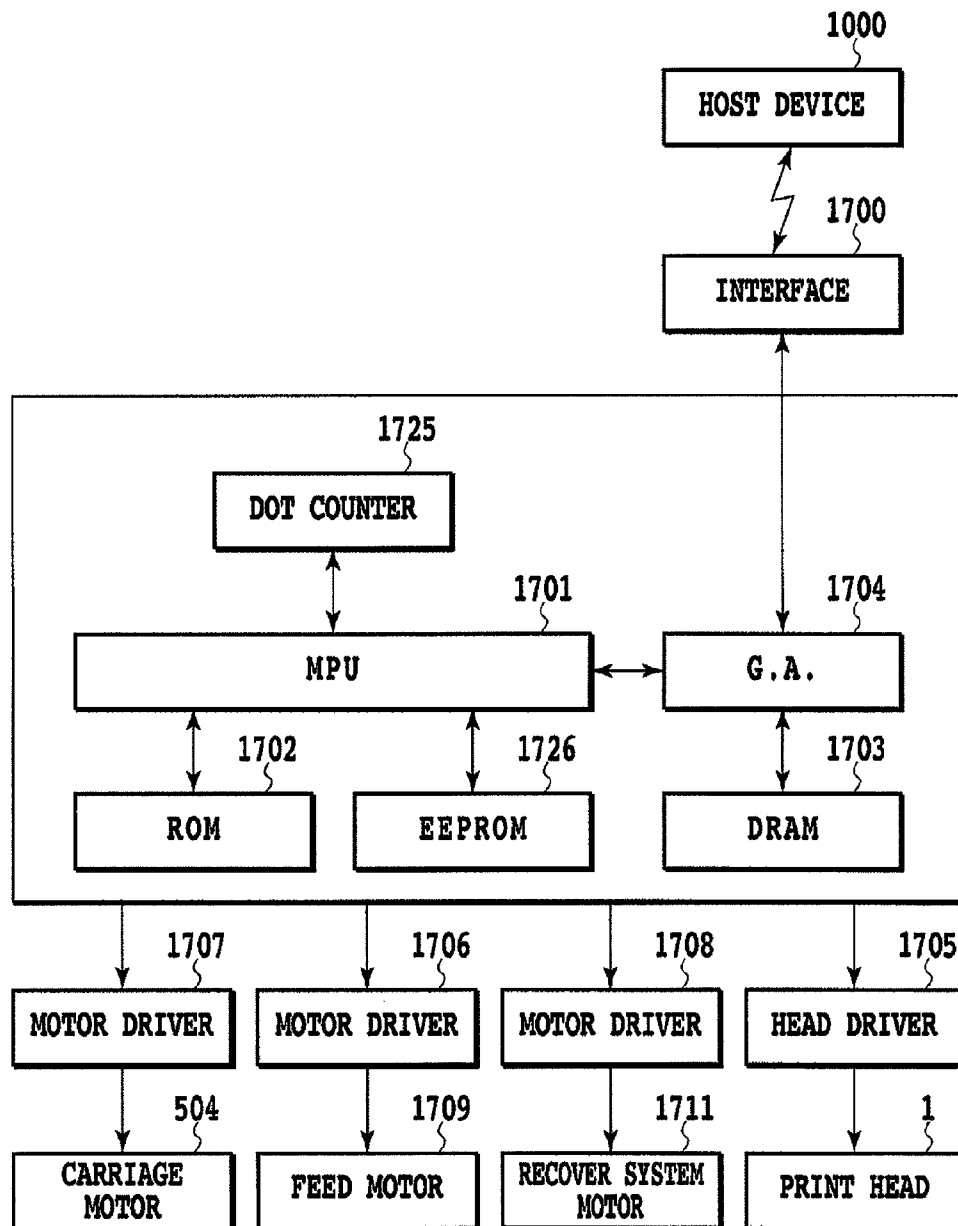 1000
HOST DEVICE
1700
INTERFACE
1725
DOT COUNTER
1701
1704
MPU
G.A.
1702
1726
1703
ROM
EEPROM
DRAM
1707
1706
1708
1705
MOTOR DRIVER
MOTOR DRIVER
MOTOR DRIVER
HEAD DRIVER
504
1709
1711
1
CARRIAGE
MOTOR
FEED MOTOR
RECOVER SYSTEM
MOTOR
PRINT HEAD